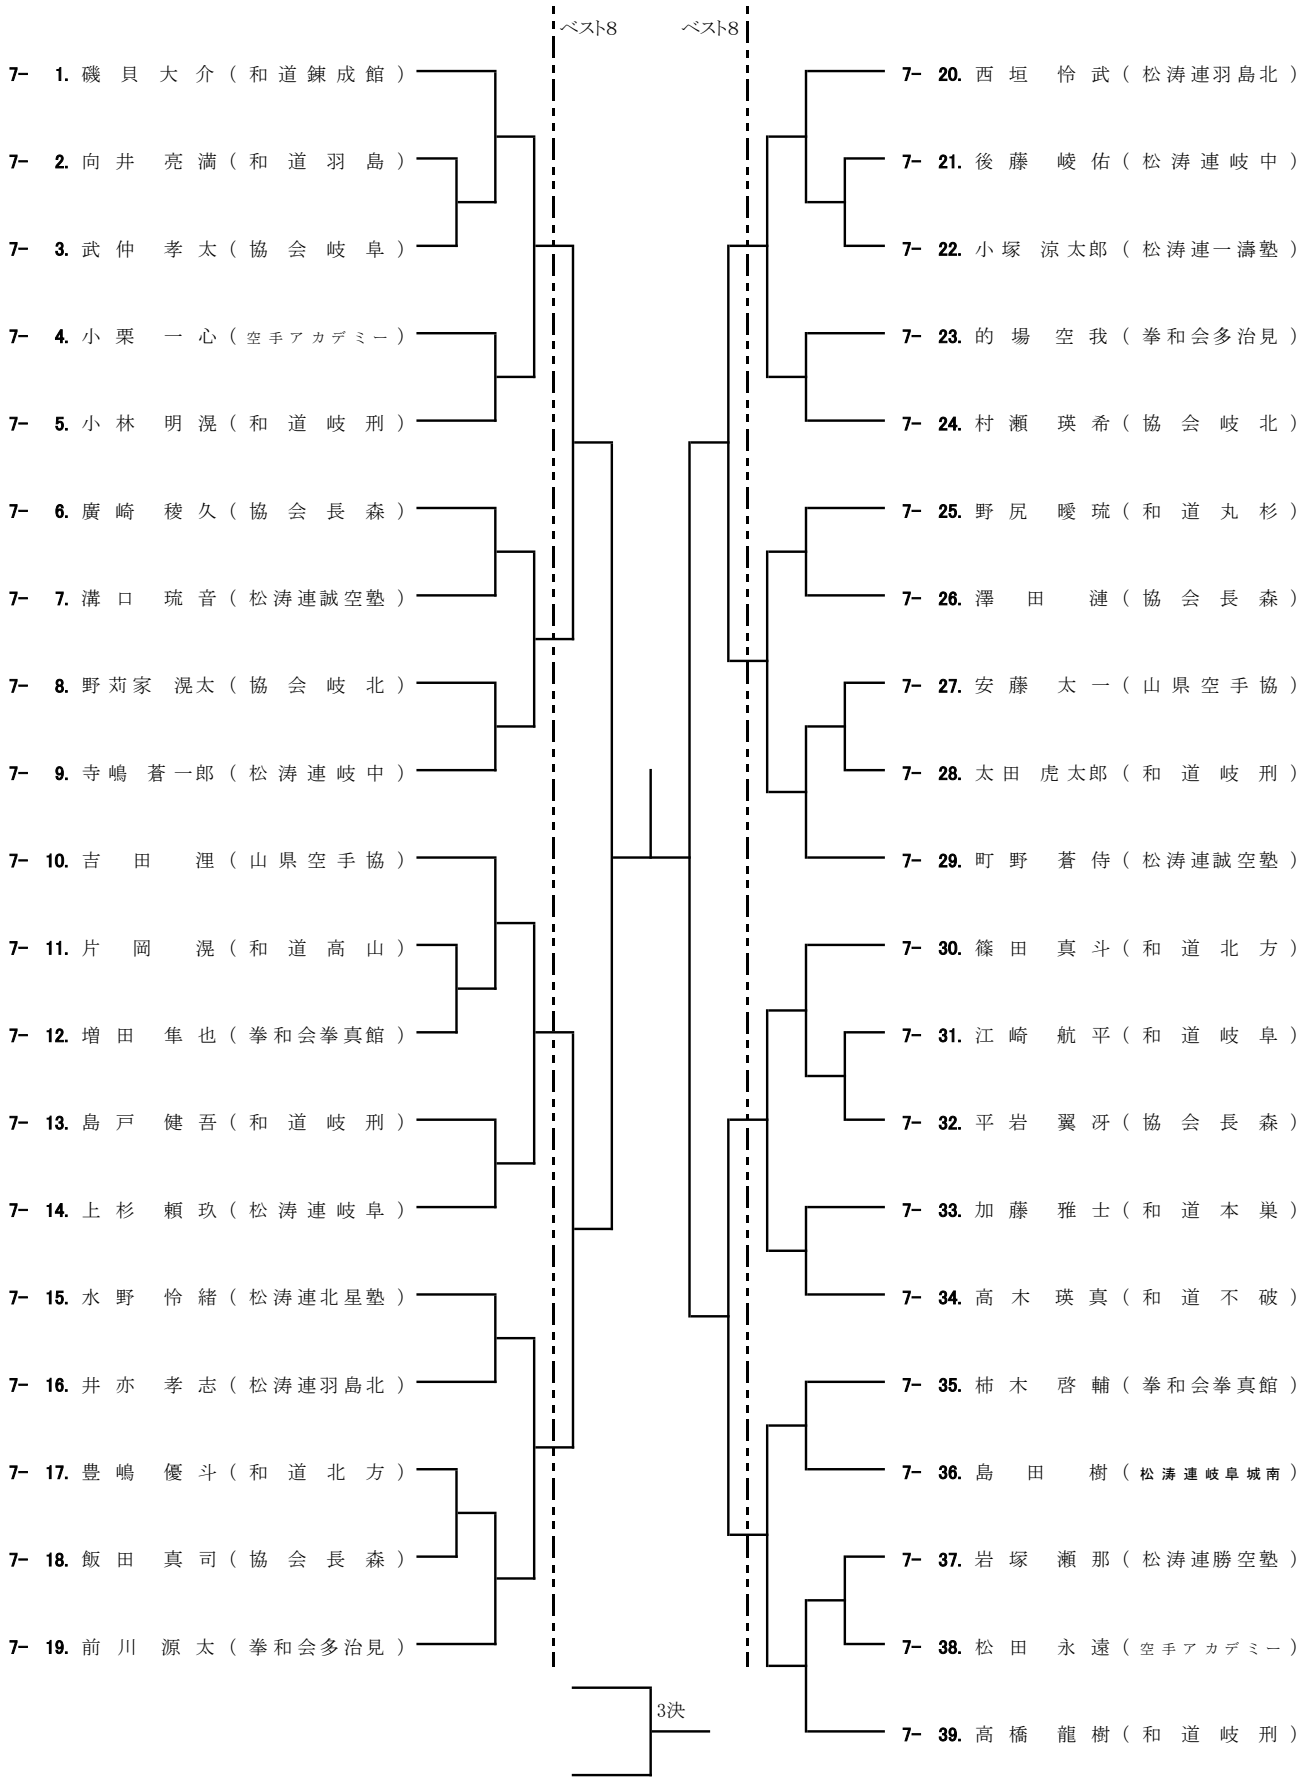 ベスト8
ベスト8
7- 1. 磯貝 大介 (和道錬成館)
7- 2. 向井 亮満 (和道羽島)
7- 3. 武仲 孝太 (協会岐阜)
7- 4. 小栗 一心 (空手アカデミー)
7- 5. 小林 明滉 (和道岐刑)
7- 6. 廣崎 稜久 (協会長森)
7- 7. 溝口 琉音 (松涛連誠空塾)
7- 8. 野苅家 滉太 (協会岐北)
7- 9. 寺嶋 蒼一郎 (松涛連岐中)
7- 10. 吉田 浬 (山県空手協)
7- 11. 片岡 滉 (和道高山)
7- 12. 増田 隼也 (拳和会拳真館)
7- 13. 島戸 健吾 (和道岐刑)
7- 14. 上杉 頼玖 (松涛連岐阜)
7- 15. 水野 怜緒 (松涛連北星塾)
7- 16. 井亦 孝志 (松涛連羽島北)
7- 17. 豊嶋 優斗 (和道北方)
7- 18. 飯田 真司 (協会長森)
7- 19. 前川 源太 (拳和会多治見)
7- 20. 西垣 怜武 (松涛連羽島北)
7- 21. 後藤 崚佑 (松涛連岐中)
7- 22. 小塚 涼太郎 (松涛連一濤塾)
7- 23. 的場 空我 (拳和会多治見)
7- 24. 村瀬 瑛希 (協会岐北)
7- 25. 野尻 曖琉 (和道丸杉)
7- 26. 澤田 漣 (協会長森)
7- 27. 安藤 太一 (山県空手協)
7- 28. 太田 虎太郎 (和道岐刑)
7- 29. 町野 蒼侍 (松涛連誠空塾)
7- 30. 篠田 真斗 (和道北方)
7- 31. 江崎 航平 (和道岐阜)
7- 32. 平岩 翼冴 (協会長森)
7- 33. 加藤 雅士 (和道本巣)
7- 34. 高木 瑛真 (和道不破)
7- 35. 柿木 啓輔 (拳和会拳真館)
7- 36. 島田 樹 (松涛連岐阜城南)
7- 37. 岩塚 瀬那 (松涛連勝空塾)
7- 38. 松田 永遠 (空手アカデミー)
7- 39. 高橋 龍樹 (和道岐刑)
3決